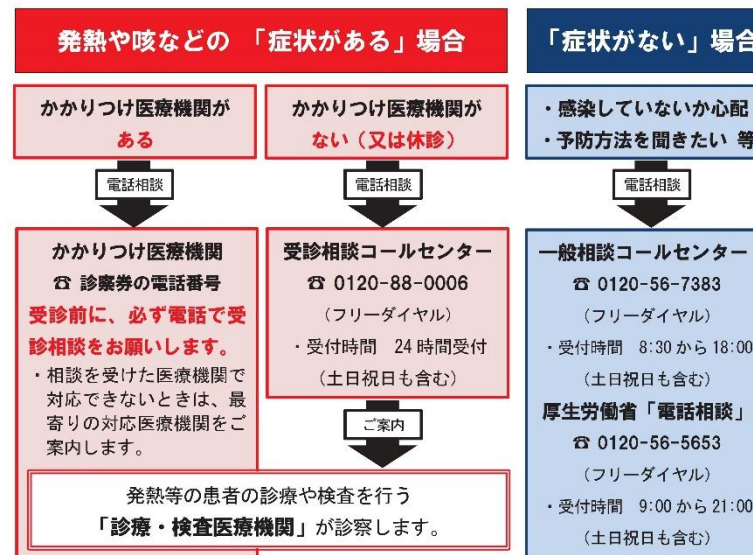 発熱や咳などの 「症状がある」場合
かかりつけ医療機関が
ある
電話相談
かかりつけ医療機関
☎ 診察券の電話番号
受診前に、必ず電話で受
診相談をお願いします。
・相談を受けた医療機関で
対応できないときは、最
寄りの対応医療機関をご
案内します。
かかりつけ医療機関が
ない（又は休診）
電話相談
受診相談コールセンター
☎ 0120-88-0006
（フリーダイヤル）
・受付時間 24時間受付
（土日祝日も含む）
ご案内
発熱等の患者の診療や検査を行う
「診療・検査医療機関」が診察します。
「症状がない」場合
・感染していないか心配
・予防方法を聞きたい 等
電話相談
一般相談コールセンター
☎ 0120-56-7383
（フリーダイヤル）
・受付時間 8:30から18:00
（土日祝日も含む）
厚生労働省「電話相談」
☎ 0120-56-5653
（フリーダイヤル）
・受付時間 9:00から21:00
（土日祝日も含む）